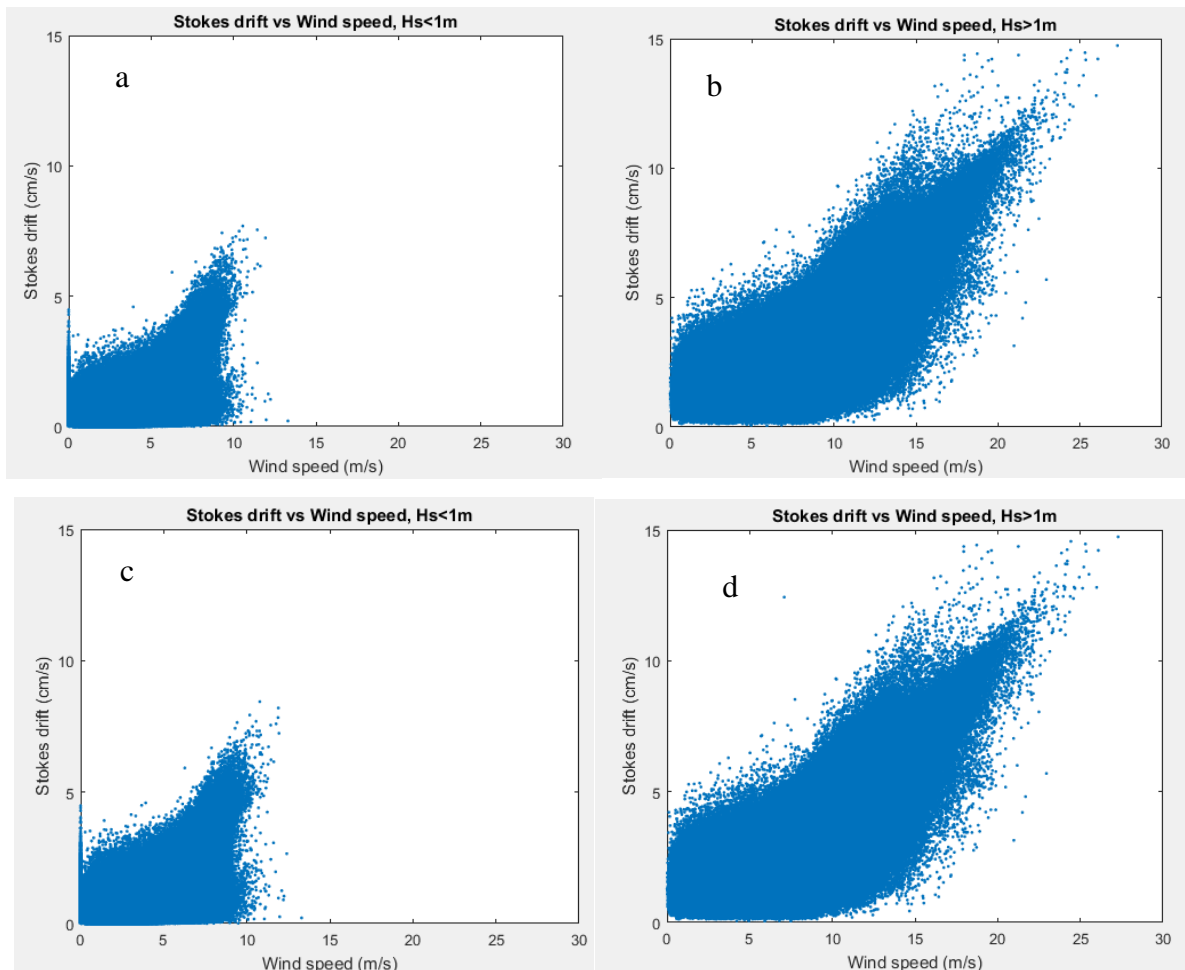 Stokes drift vs Wind speed, Hs<1m
a
15
10
5
0
Stokes drift (cm/s)
0 5 10 15 20 25 30
Wind speed (m/s)
Stokes drift vs Wind speed, Hs>1m
b
15
10
5
0
Stokes drift (cm/s)
0 5 10 15 20 25 30
Wind speed (m/s)
Stokes drift vs Wind speed, Hs<1m
c
15
10
5
0
Stokes drift (cm/s)
0 5 10 15 20 25 30
Wind speed (m/s)
Stokes drift vs Wind speed, Hs>1m
d
15
10
5
0
Stokes drift (cm/s)
0 5 10 15 20 25 30
Wind speed (m/s)